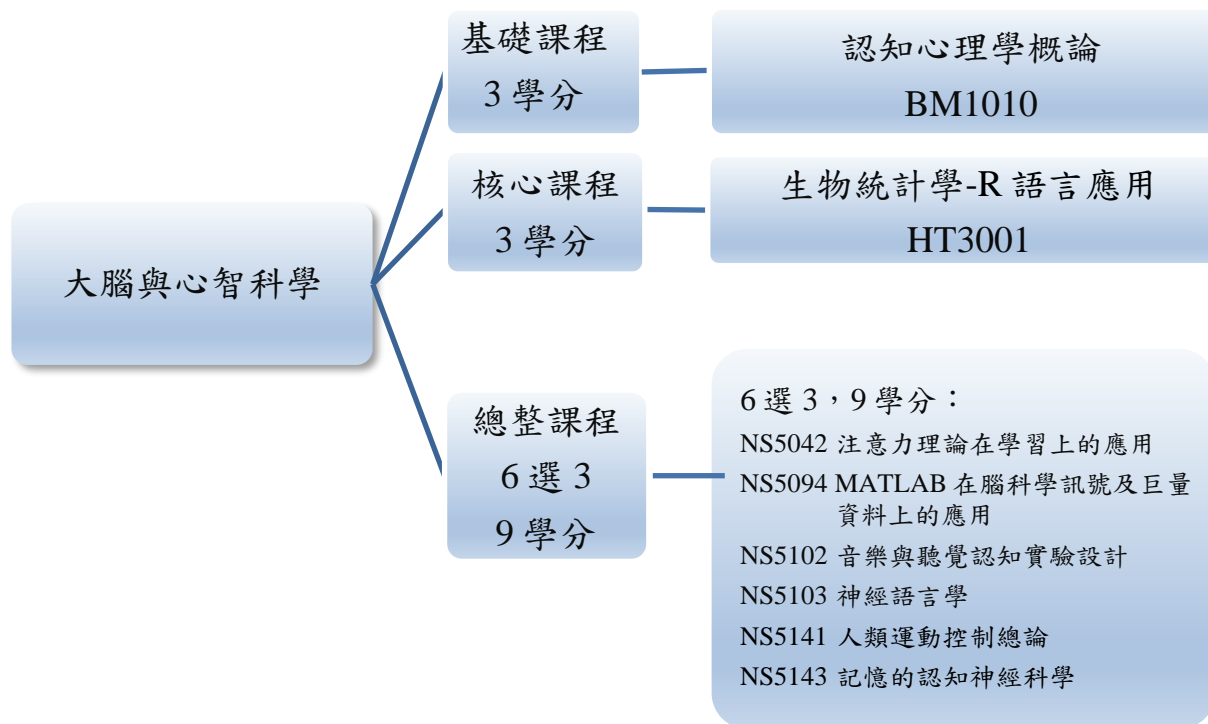 大腦與心智科學
基礎課程
3 學分
認知心理學概論
BM1010
核心課程
3 學分
生物統計學-R 語言應用
HT3001
總整課程
6 選 3
9 學分
6 選 3，9 學分：
NS5042 注意力理論在學習上的應用
NS5094 MATLAB 在腦科學訊號及巨量
資料上的應用
NS5102 音樂與聽覺認知實驗設計
NS5103 神經語言學
NS5141 人類運動控制總論
NS5143 記憶的認知神經科學